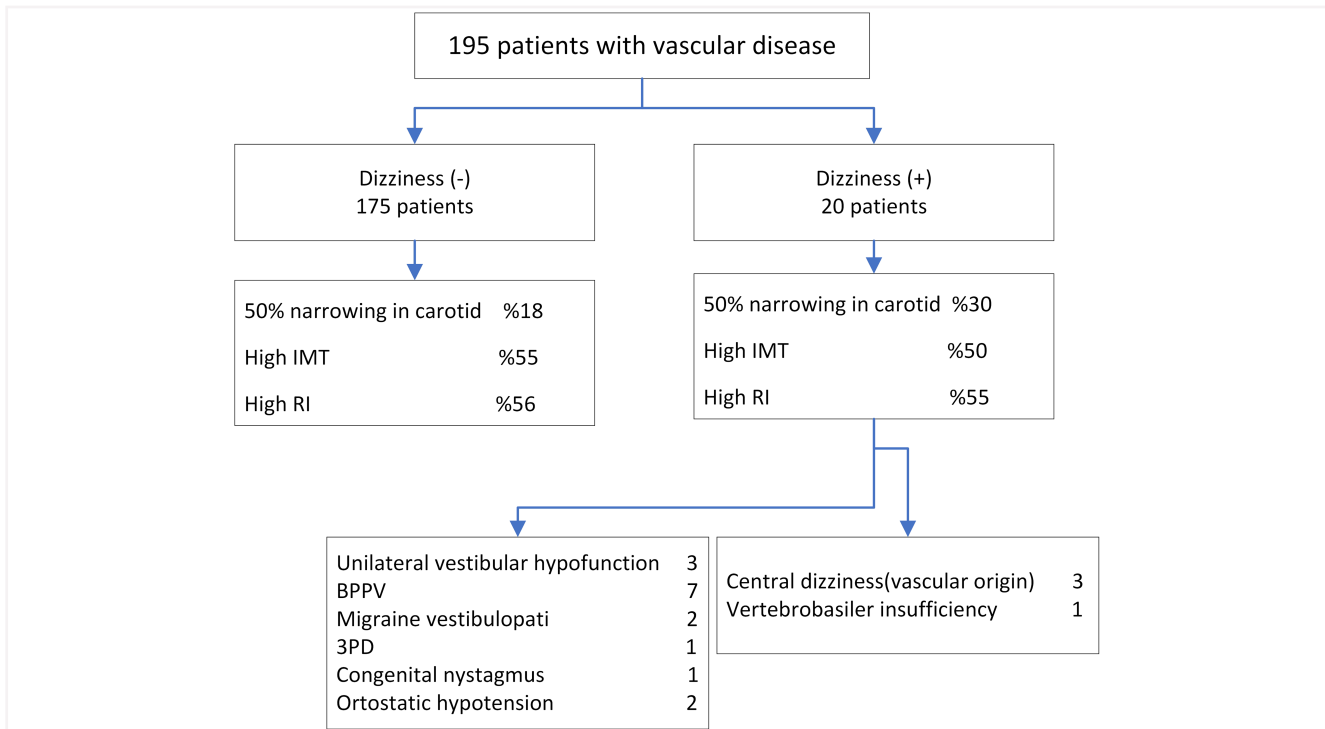 195 patients with vascular disease
Dizziness (-)
175 patients
Dizziness (+)
20 patients
50% narrowing in carotid %18
High IMT %55
High RI %56
50% narrowing in carotid %30
High IMT %50
High RI %55
Unilateral vestibular hypofunction 3
BPPV 7
Migraine vestibulopati 2
3PD 1
Congenital nystagmus 1
Ortostatic hypotension 2
Central dizziness(vascular origin) 3
Vertebrobasiler insufficiency 1